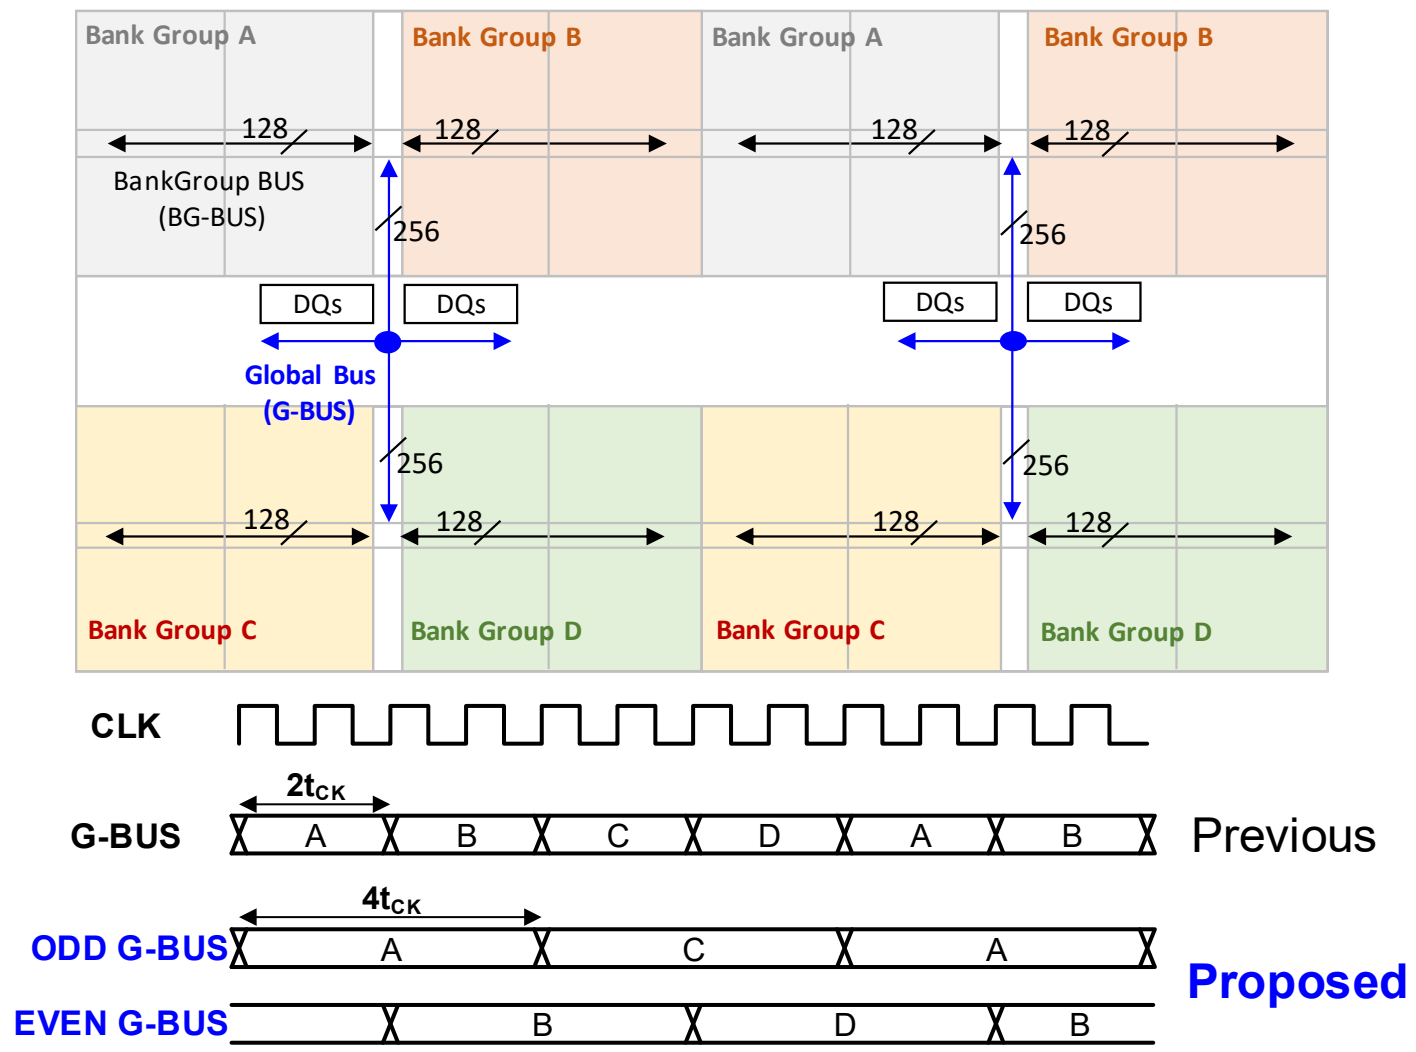 Bank Group A
Bank Group B
Bank Group A
Bank Group B
128
128
128
128
BankGroup BUS
(BG-BUS)
256
256
DQs
DQs
DQs
DQs
Global Bus
(G-BUS)
256
256
128
128
128
128
Bank Group C
Bank Group D
Bank Group C
Bank Group D
CLK
2tCK
G-BUS A B C D A B Previous
4tCK
ODD G-BUS A C A
Proposed
EVEN G-BUS B D B